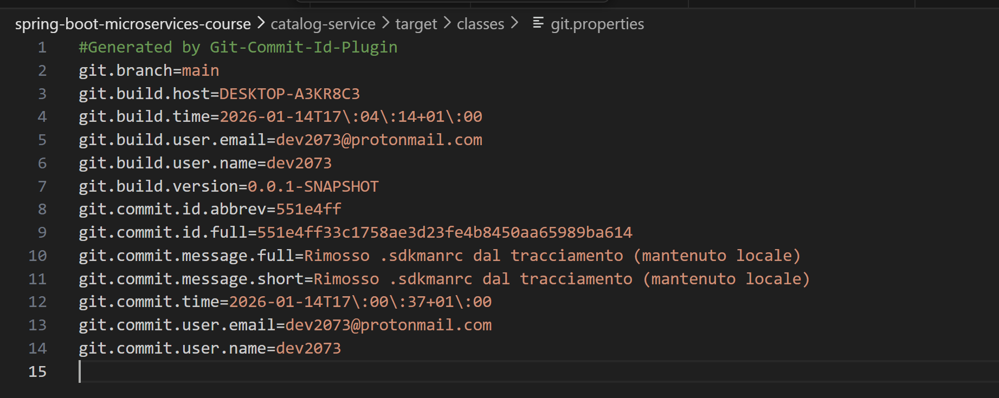 spring-boot-microservices-course > catalog-service > target > classes > git.properties
1 #Generated by Git-Commit-Id-Plugin
2 git.branch=main
3 git.build.host=DESKTOP-A3KR8C3
4 git.build.time=2026-01-14T17\:04\:14+01\:00
5 git.build.user.email=dev2073@protonmail.com
6 git.build.user.name=dev2073
7 git.build.version=0.0.1-SNAPSHOT
8 git.commit.id.abbrev=551e4ff
9 git.commit.id.full=551e4ff33c1758ae3d23fe4b8450aa65989ba614
10 git.commit.message.full=Rimosso .sdkmanrc dal tracciamento (mantenuto locale)
11 git.commit.message.short=Rimosso .sdkmanrc dal tracciamento (mantenuto locale)
12 git.commit.time=2026-01-14T17\:00\:37+01\:00
13 git.commit.user.email=dev2073@protonmail.com
14 git.commit.user.name=dev2073
15